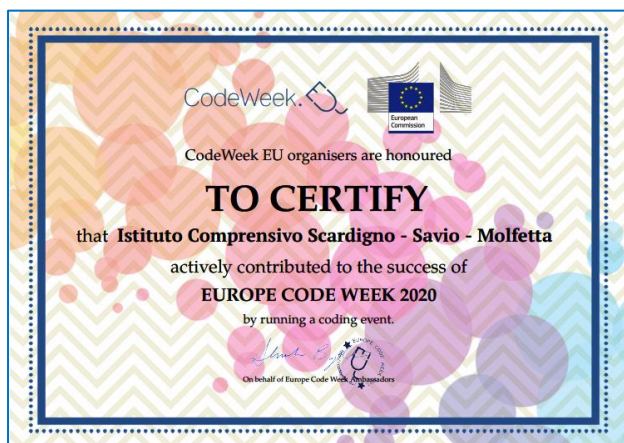 CodeWeek.EU
European
Commission
CodeWeek EU organisers are honoured
TO CERTIFY
that Istituto Comprensivo Scardigno - Savio - Molfetta
actively contributed to the success of
EUROPE CODE WEEK 2020
by running a coding event.
On behalf of Europe Code Week Ambassadors